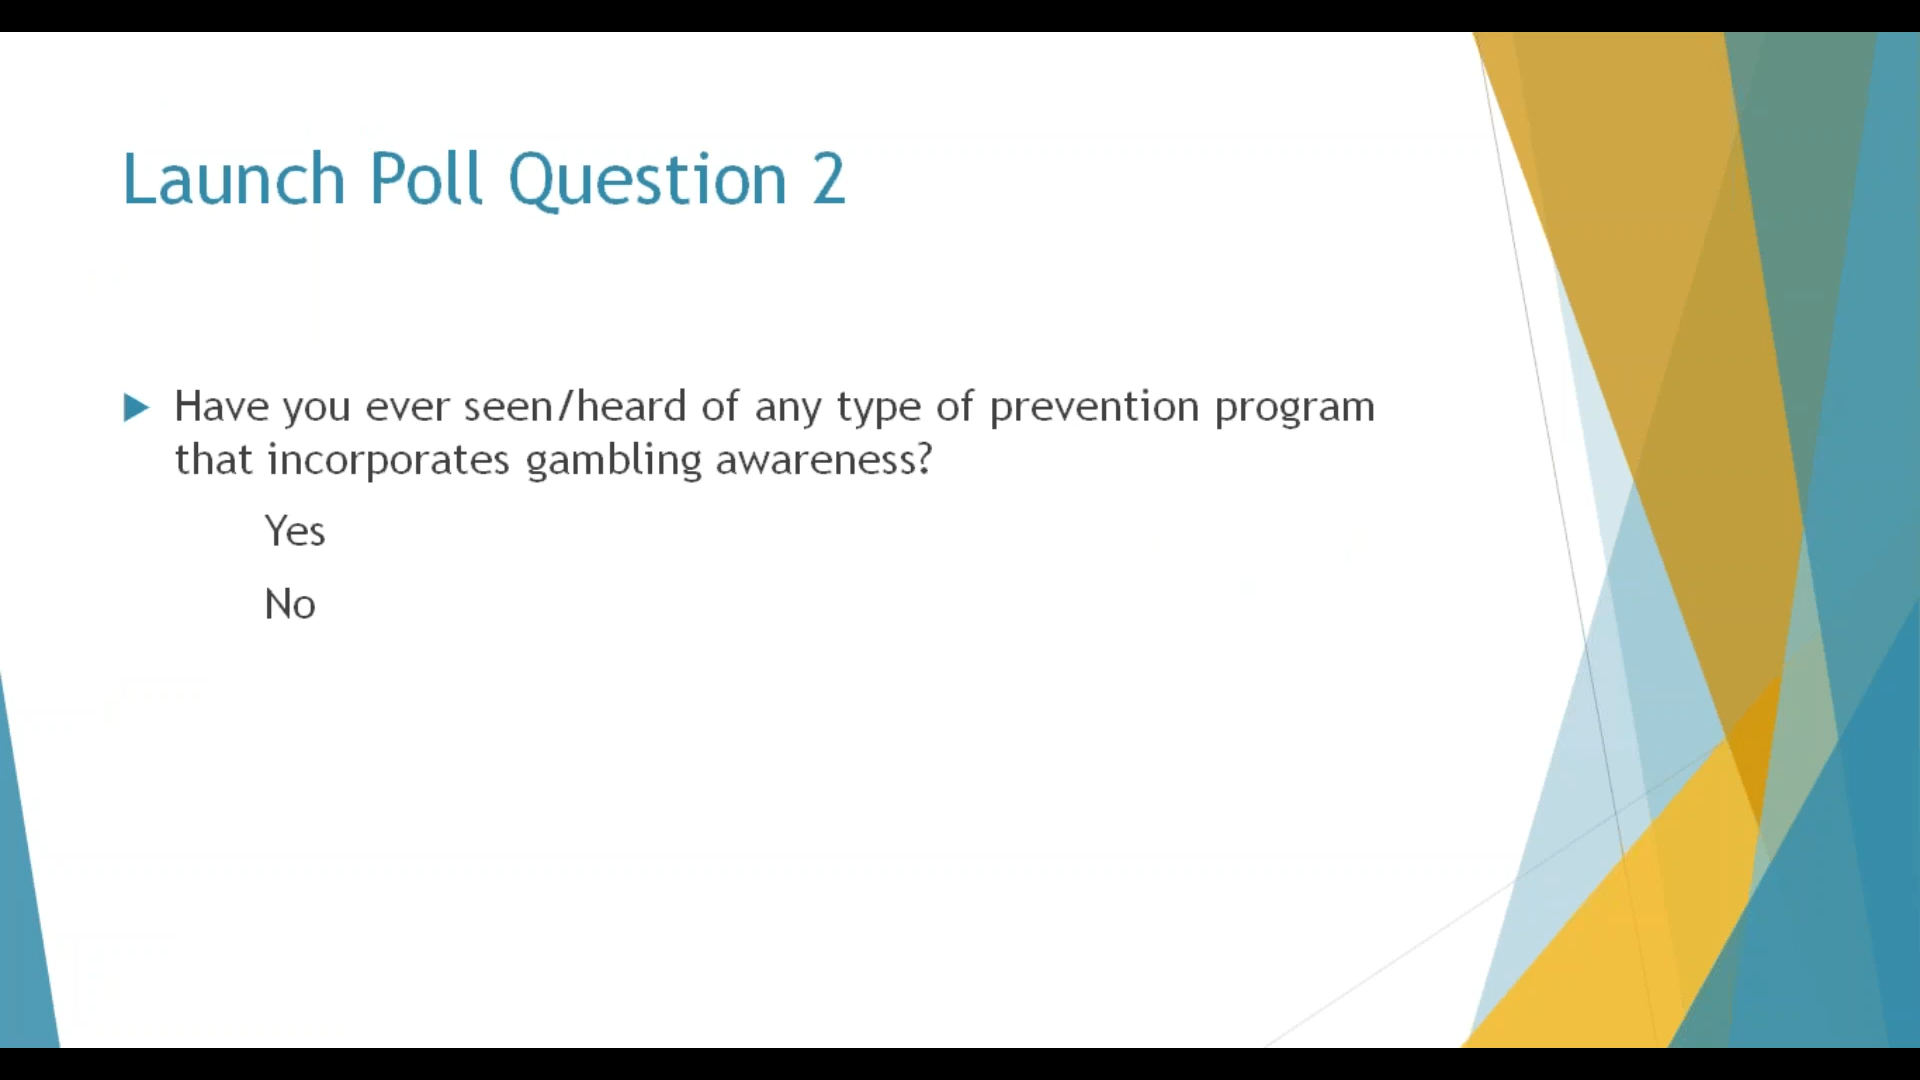 Launch Poll Question 2
Have you ever seen/heard of any type of prevention program
that incorporates gambling awareness?
Yes
No